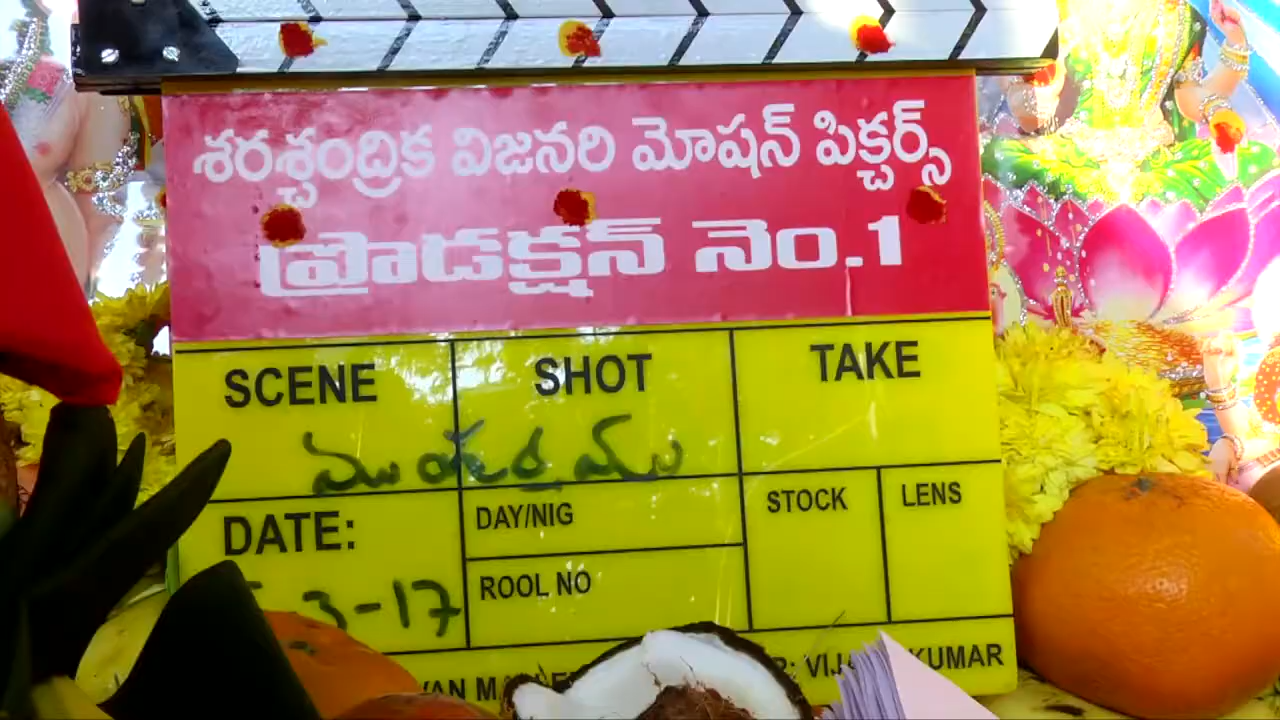 శరశ్చంద్రిక విజనరి మోషన్ పిక్చర్స్
ప్రొడక్షన్ నెం.1
SCENE SHOT TAKE
ముహుర్తము
DATE: DAY/NIG STOCK LENS
ROOL NO
3-17
KUMAR